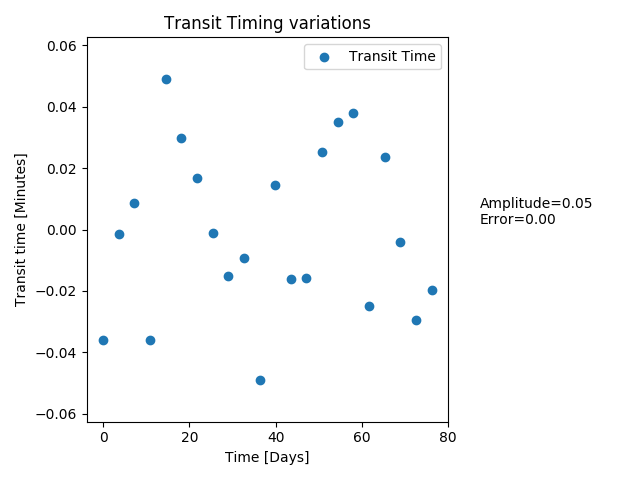 Transit Timing variations
Transit Time
0.06
0.04
0.02
0.00
−0.02
−0.04
−0.06
Transit time [Minutes]
0
20
40
60
80
Time [Days]
Amplitude=0.05
Error=0.00